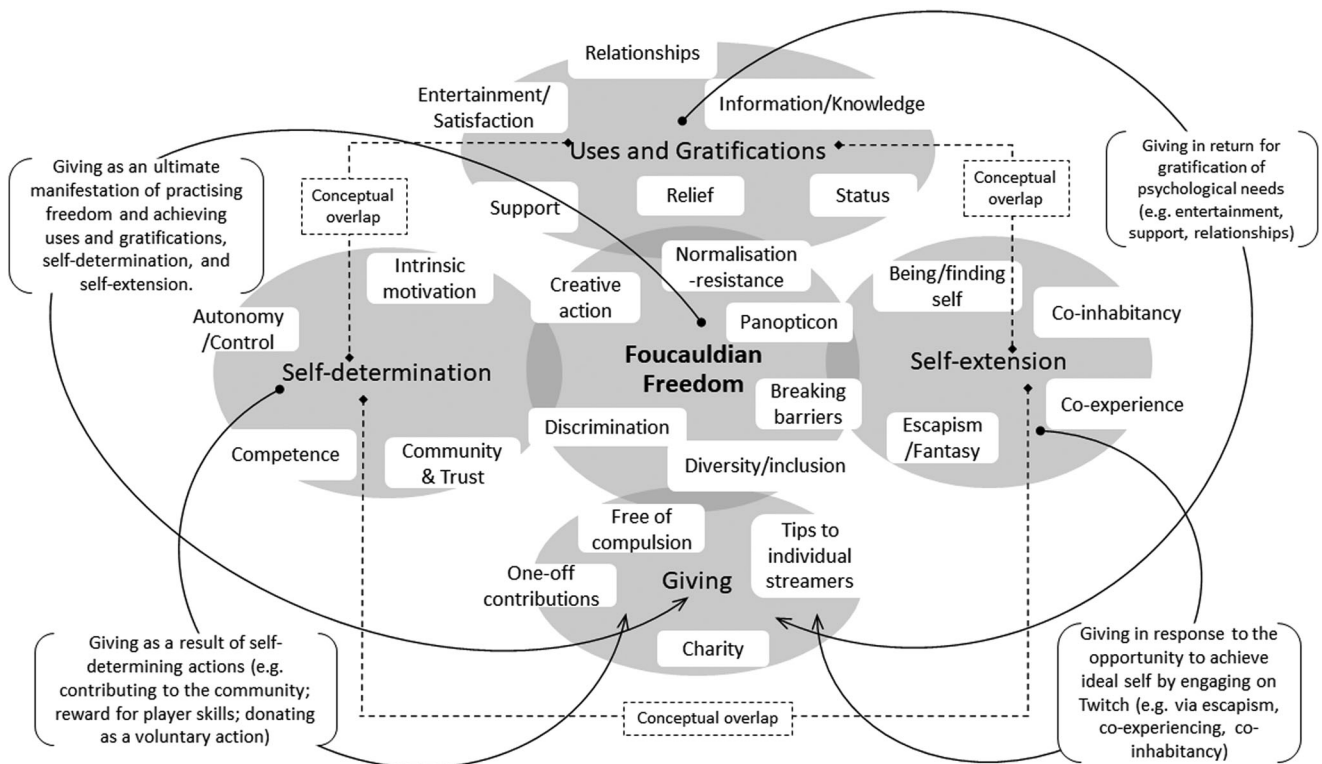 Relationships
Entertainment/
Satisfaction
Information/Knowledge
Uses and Gratifications
Support
Relief
Status
Giving as an ultimate
manifestation of practising
freedom and achieving
uses and gratifications,
self-determination, and
self-extension.
Conceptual
overlap
Conceptual
overlap
Giving in return for
gratification of
psychological needs
(e.g. entertainment,
support, relationships)
Intrinsic
motivation
Autonomy
/Control
Self-determination
Competence
Community
& Trust
Normalisation
-resistance
Creative
action
Panopticon
Foucauldian
Freedom
Breaking
barriers
Discrimination
Diversity/inclusion
Being/finding
self
Co-inhabitancy
Self-extension
Co-experience
Escapism
/Fantasy
Free of
compulsion
Tips to
individual
streamers
One-off
contributions
Giving
Charity
Giving as a result of self-
determining actions (e.g.
contributing to the community;
reward for player skills; donating
as a voluntary action)
Conceptual overlap
Giving in response to the
opportunity to achieve
ideal self by engaging on
Twitch (e.g. via escapism,
co-experiencing, co-
inhabitancy)